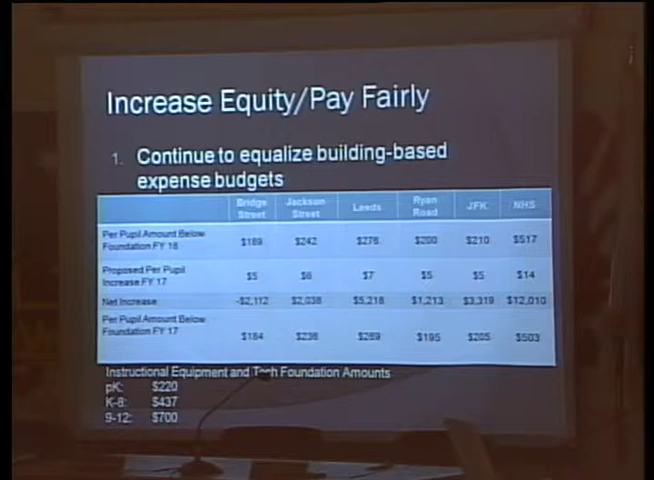 Increase Equity/Pay Fairly
1. Continue to equalize building-based
expense budgets
Bridge Street Jackson Street Leeds Ryan Road JFK NHS
Per Pupil Amount Below Foundation FY 16 $189 $242 $276 $200 $210 $517
Proposed Per Pupil Increase FY 17 $5 $6 $7 $5 $5 $14
Net Increase -$2,112 $2,038 $5,218 $1,213 $3,319 $12,010
Per Pupil Amount Below Foundation FY 17 $184 $236 $269 $195 $205 $503
Instructional Equipment and Tech Foundation Amounts
pK: $220
K-8: $437
9-12: $700